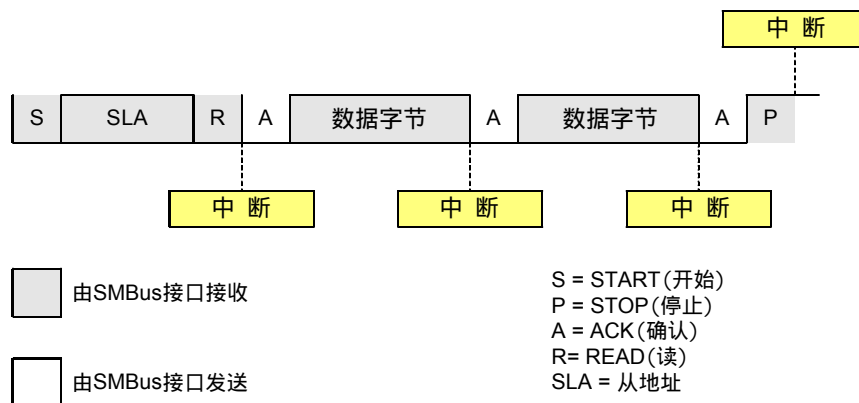 中 断
S SLA R A 数据字节 A 数据字节 A P
中 断 中 断 中 断
由SMBus接口接收
由SMBus接口发送
S = START(开始)
P = STOP(停止)
A = ACK(确认)
R= READ(读)
SLA = 从地址